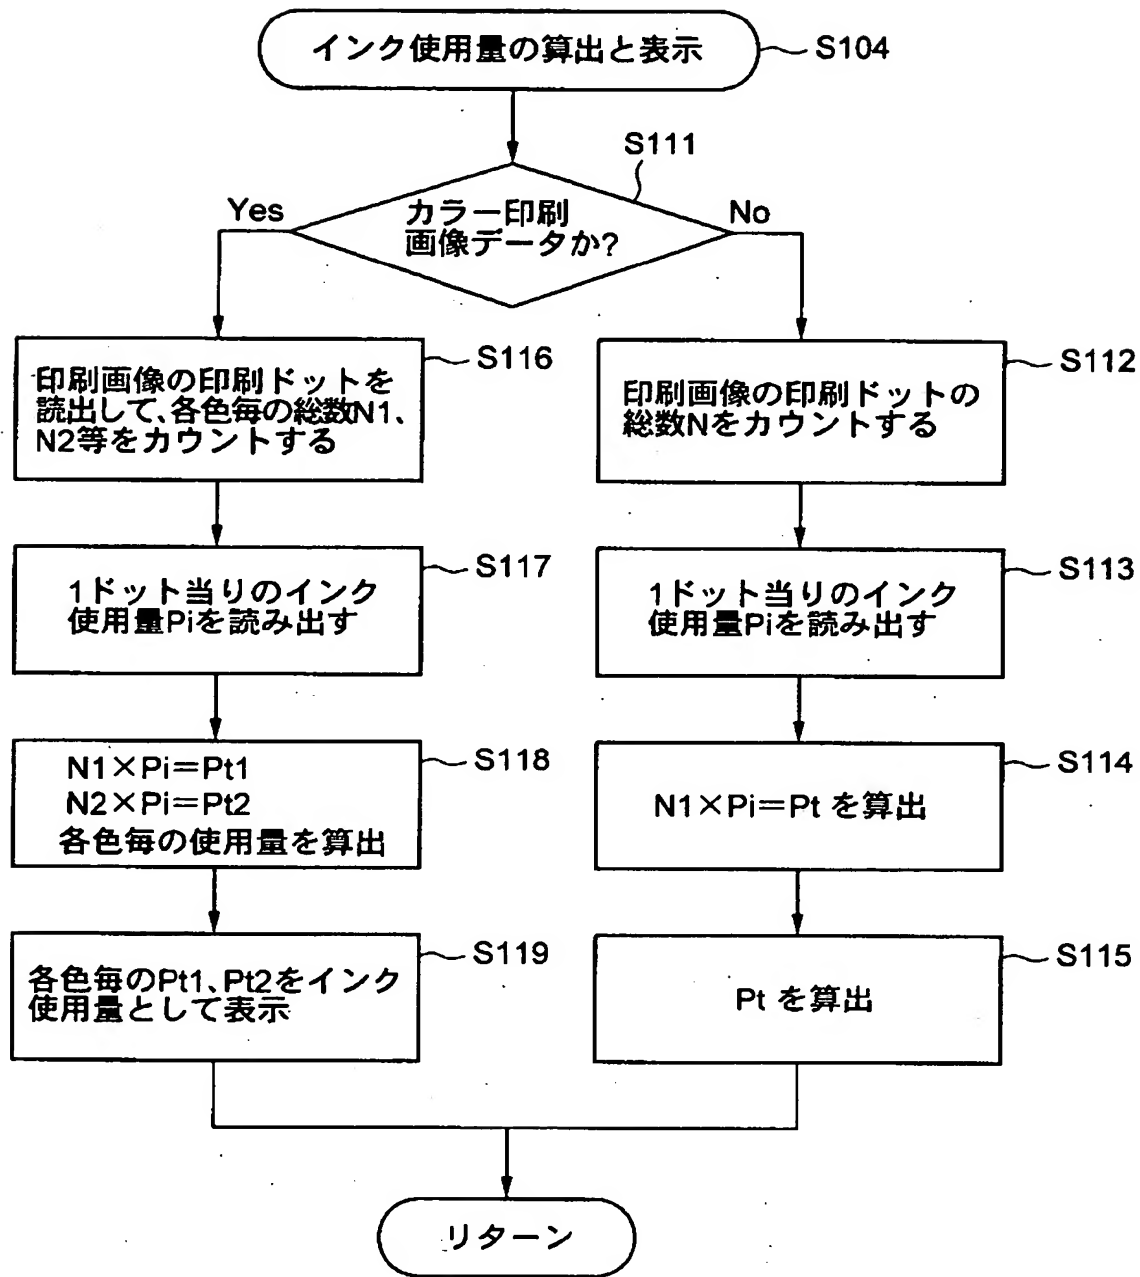 インク使用量の算出と表示
S104
S111
カラー印刷
画像データか?
Yes
No
S116
印刷画像の印刷ドットを
読出して、各色毎の総数N1、
N2等をカウントする
S112
印刷画像の印刷ドットの
総数Nをカウントする
S117
1ドット当りのインク
使用量Piを読み出す
S113
1ドット当りのインク
使用量Piを読み出す
S118
N1×Pi=Pt1
N2×Pi=Pt2
各色毎の使用量を算出
S114
N1×Pi=Pt を算出
S119
各色毎のPt1、Pt2をインク
使用量として表示
S115
Pt を算出
リターン